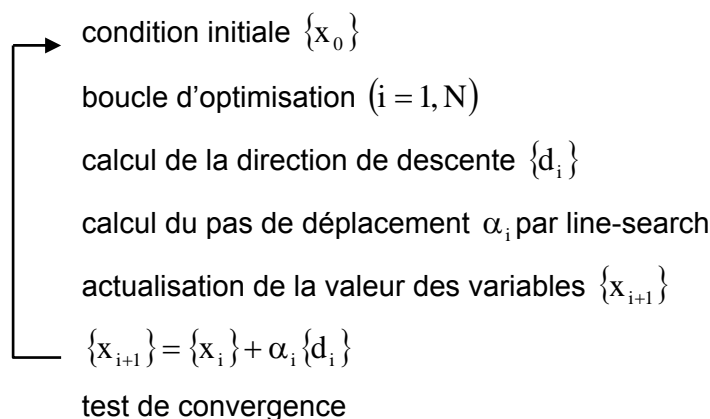 condition initiale {x₀}
boucle d'optimisation (i = 1, N)
calcul de la direction de descente {dᵢ}
calcul du pas de déplacement αᵢ par line-search
actualisation de la valeur des variables {xᵢ₊₁}
{xᵢ₊₁} = {xᵢ} + αᵢ {dᵢ}
test de convergence